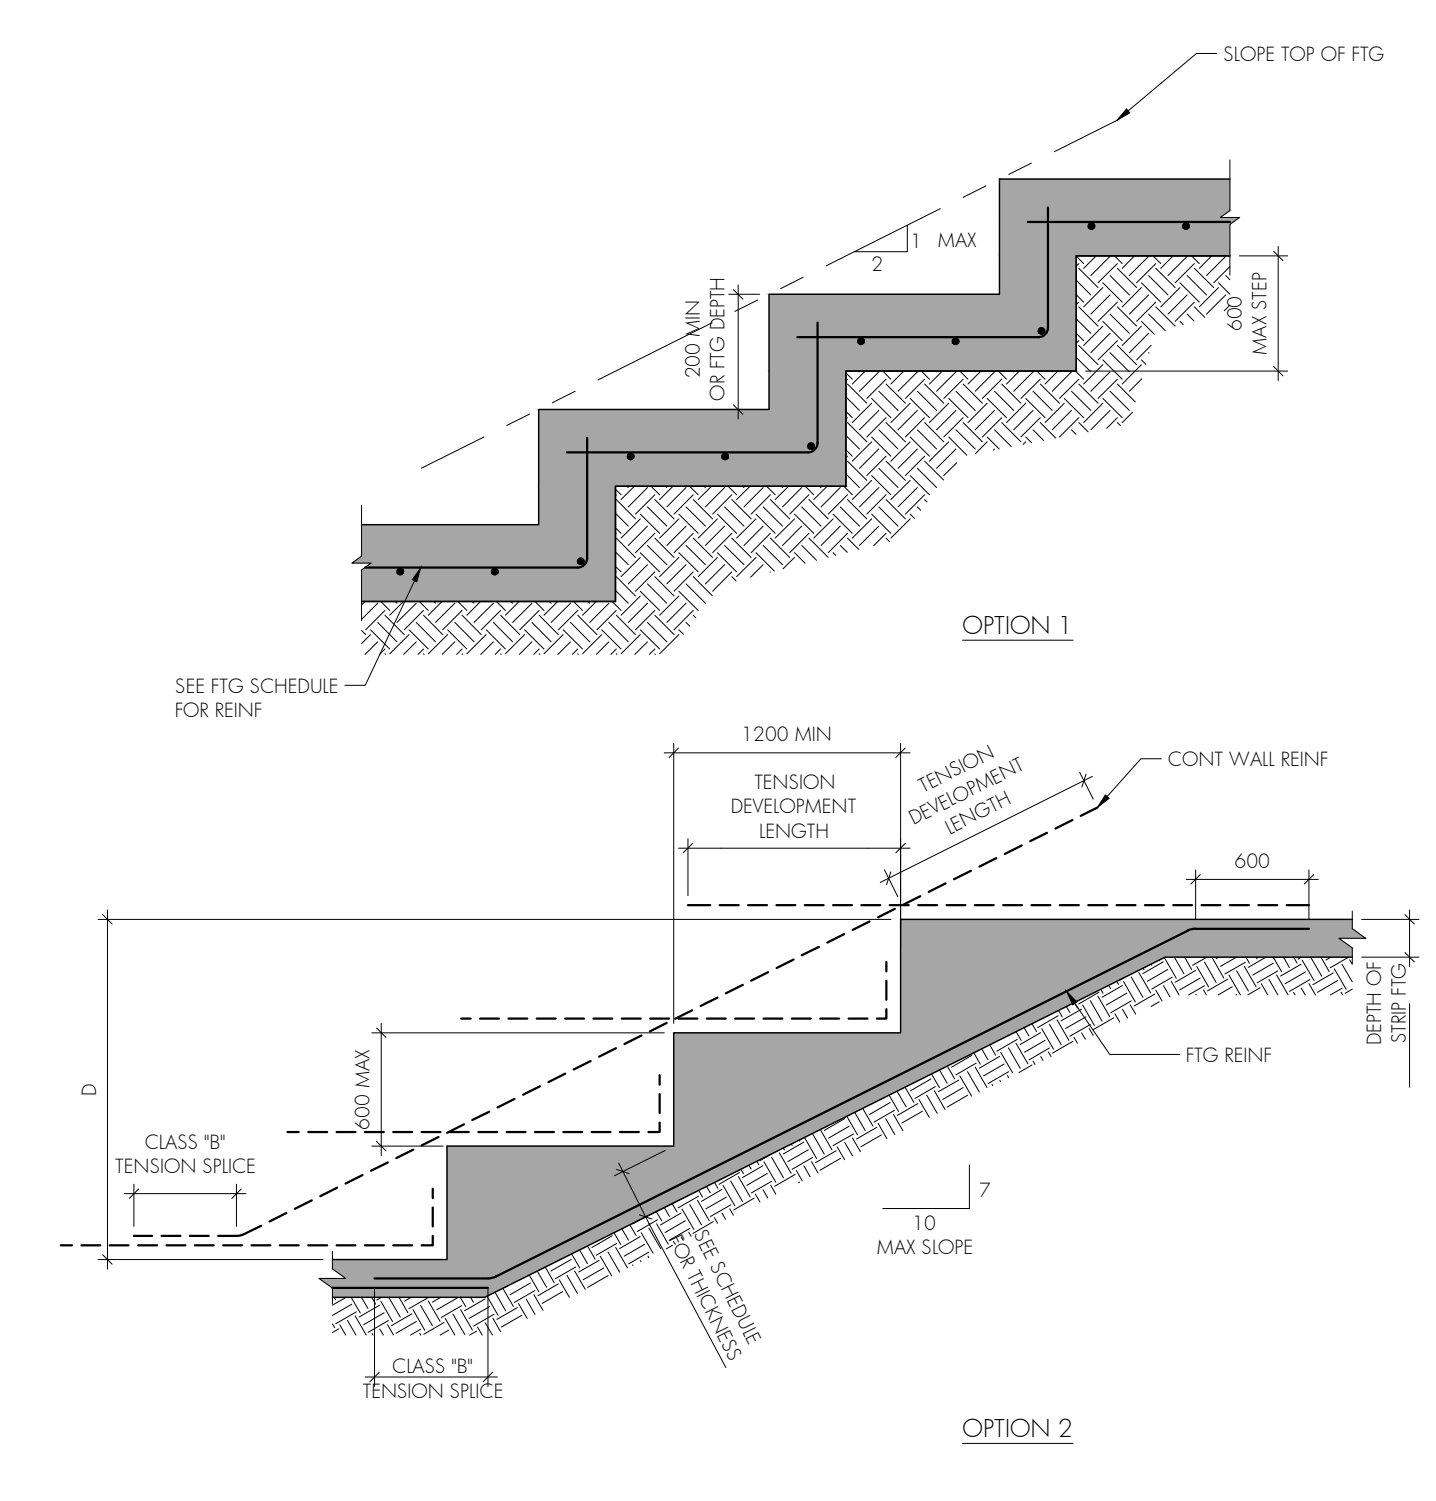 SLOPE TOP OF FTG
1 MAX
2
200 MIN
OR FTG DEPTH
600
MAX STEP
OPTION 1
SEE FTG SCHEDULE
FOR REINF
1200 MIN
TENSION
DEVELOPMENT
LENGTH
TENSION
DEVELOPMENT
LENGTH
CONT WALL REINF
600
DEPTH OF
STRIP FTG
FTG REINF
D
600 MAX
CLASS "B"
TENSION SPLICE
7
10
MAX SLOPE
SEE SCHEDULE
FOR THICKNESS
CLASS "B"
TENSION SPLICE
OPTION 2